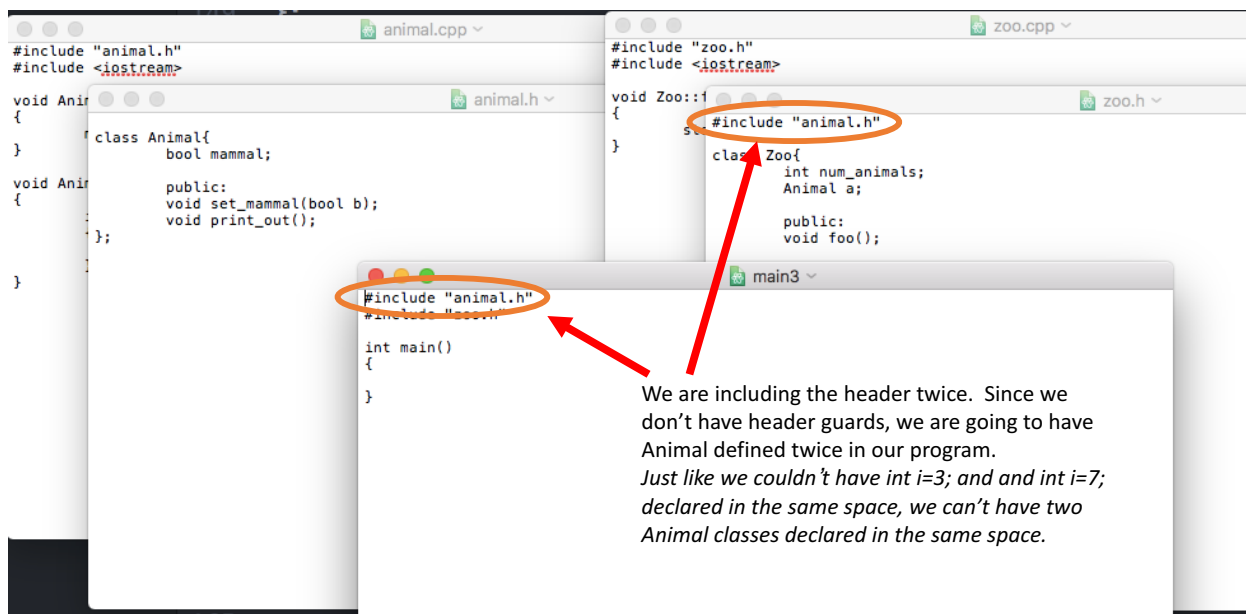 animal.cpp
#include "animal.h"
#include <iostream>
void Anim
{
}
void Anim
{
}
animal.h
class Animal{
bool mammal;
public:
void set_mammal(bool b);
void print_out();
};
zoo.cpp
#include "zoo.h"
#include <iostream>
void Zoo::f
{
}
zoo.h
#include "animal.h"
class Zoo{
int num_animals;
Animal a;
public:
void foo();
main3
#include "animal.h"
#include "zoo.h"
int main()
{
}
We are including the header twice. Since we
don't have header guards, we are going to have
Animal defined twice in our program.
Just like we couldn't have int i=3; and and int i=7;
declared in the same space, we can't have two
Animal classes declared in the same space.